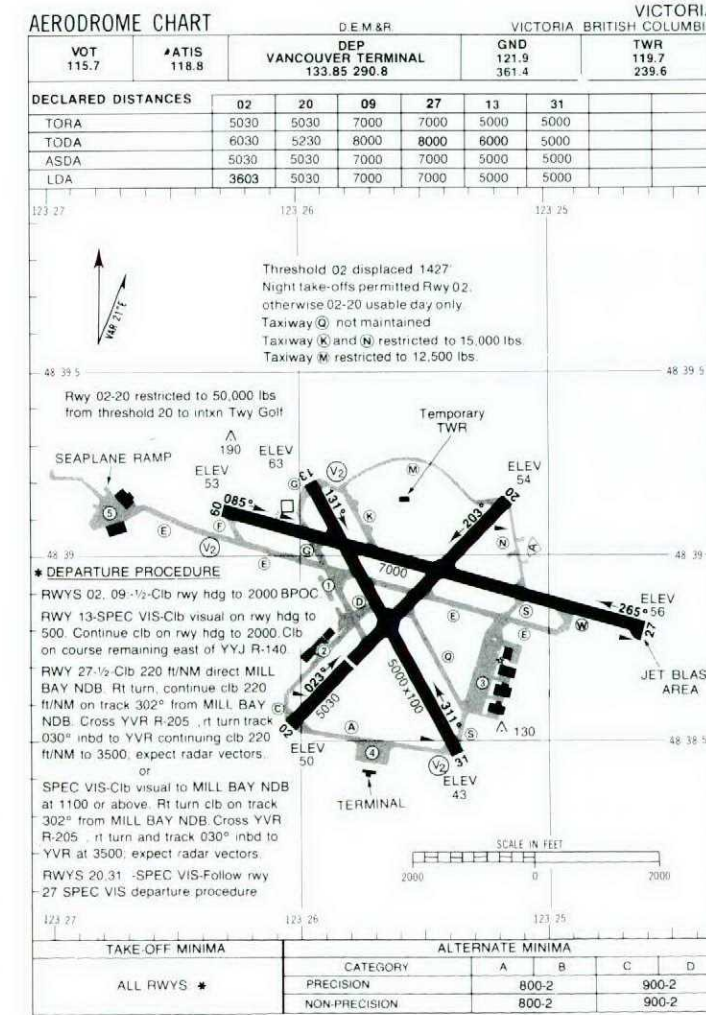 AERODROME CHART
D.E.M &R.
VICTORIA BRITISH COLUMBI
VOT
115.7
ATIS
118.8
DEP
VANCOUVER TERMINAL
133.85 290.8
GND
121.9
361.4
TWR
119.7
239.6
DECLARED DISTANCES 02 20 09 27 13 31
TORA 5030 5030 7000 7000 5000 5000
TODA 6030 5230 8000 8000 6000 5000
ASDA 5030 5030 7000 7000 5000 5000
LDA 3603 5030 7000 7000 5000 5000
123 27 123 26 123 25
VAR 21°E
Threshold 02 displaced 1427'
Night take-offs permitted Rwy 02.
otherwise 02-20 usable day only.
Taxiway Q not maintained
Taxiway K and N restricted to 15,000 lbs.
Taxiway M restricted to 12,500 lbs.
48 39 5 48 39 5
Rwy 02-20 restricted to 50,000 lbs
from threshold 20 to intxn Twy Golf
Temporary
TWR
190
SEAPLANE RAMP
ELEV
53
ELEV
63
ELEV
54
13 131° V2 M G K
09 085° 203° 20
5 E F V2 E G N A
48 39 48 39
7000
1 D E S E W
265° 27
ELEV
56
JET BLAS
AREA
2 Q 3
023° 5030 5000 x 100 311°
C 02 A S 31 V2
130
ELEV
50
4
ELEV
43
TERMINAL
48 38 5
* DEPARTURE PROCEDURE
RWYS 02, 09:-½-Clb rwy hdg to 2000 BPOC
RWY 13-SPEC VIS-Clb visual on rwy hdg to
500. Continue clb on rwy hdg to 2000. Clb
on course remaining east of YYJ R-140.
RWY 27-½-Clb 220 ft/NM direct MILL
BAY NDB. Rt turn, continue clb 220
ft/NM on track 302° from MILL BAY
NDB. Cross YVR R-205 , rt turn track
030° inbd to YVR continuing clb 220
ft/NM to 3500; expect radar vectors.
or
SPEC VIS-Clb visual to MILL BAY NDB
at 1100 or above. Rt turn clb on track
302° from MILL BAY NDB. Cross YVR
R-205 , rt turn and track 030° inbd to
YVR at 3500; expect radar vectors.
RWYS 20,31 -SPEC VIS-Follow rwy
27 SPEC VIS departure procedure
SCALE IN FEET
2000 0 2000
123 27 123 26 123 25
TAKE-OFF MINIMA
ALL RWYS *
ALTERNATE MINIMA
CATEGORY A B C D
PRECISION 800-2 900-2
NON-PRECISION 800-2 900-2